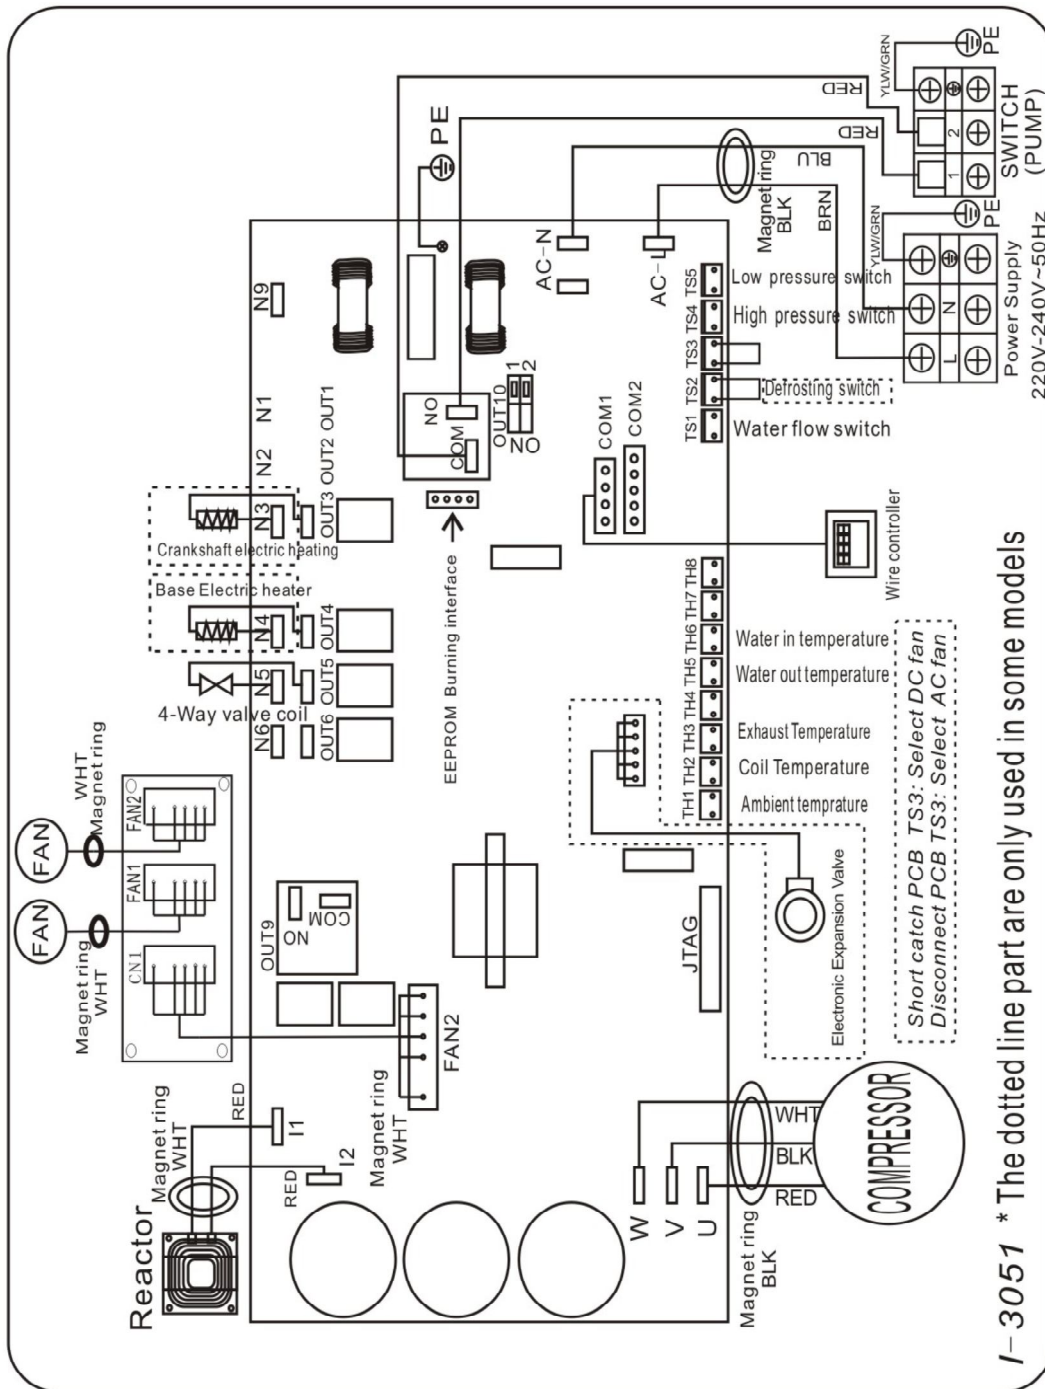 Reactor
Magnet ring
WHT
RED
I1
RED
I2
Magnet ring
WHT
FAN2
FAN
FAN
Magnet ring
WHT
WHT
Magnet ring
CN1
FAN1
FAN2
OUT9
NO
COM
N6
N5
N4
N3
N2
N1
N9
OUT6
OUT5
OUT4
OUT3
OUT2
OUT1
4-Way valve coil
Base Electric heater
Crankshaft electric heating
EEPROM Burning interface
COM
NO
OUT10
ON
1
2
PE
AC-N
AC-L
Magnet ring
BLK
BLU
BRN
RED
RED
YLW/GRN
PE
YLW/GRN
PE
1
2
SWITCH
(PUMP)
L
N
Power Supply
220V-240V~50Hz
COM1
COM2
Wire controller
TS1
TS2
TS3
TS4
TS5
Water flow switch
Defrosting switch
High pressure switch
Low pressure switch
TH1
TH2
TH3
TH4
TH5
TH6
TH7
TH8
Ambient temprature
Coil Temperature
Exhaust Temperature
Water out temperature
Water in temperature
JTAG
Electronic Expansion Valve
W
V
U
Magnet ring
BLK
WHT
BLK
RED
COMPRESSOR
Short catch PCB TS3: Select DC fan
Disconnect PCB TS3: Select AC fan
I-3051 * The dotted line part are only used in some models